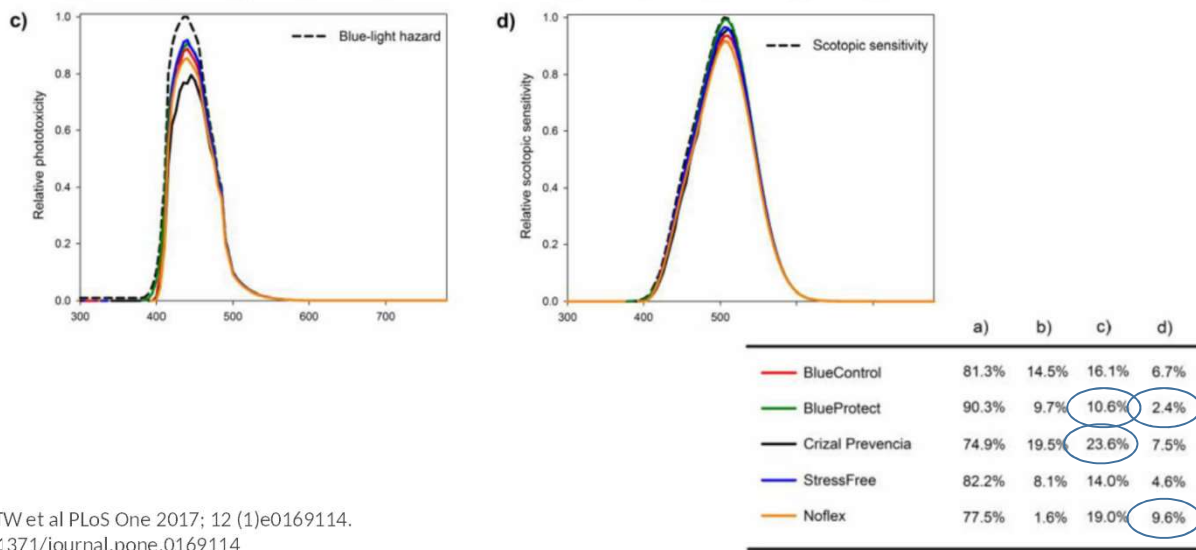 c)
1.0
0.8
0.6
0.4
0.2
0.0
Relative phototoxicity
Blue-light hazard
300 400 500 600 700
d)
1.0
0.8
0.6
0.4
0.2
0.0
Relative scotopic sensitivity
Scotopic sensitivity
300 400 500
a) b) c) d)
BlueControl 81.3% 14.5% 16.1% 6.7%
BlueProtect 90.3% 9.7% 10.6% 2.4%
Crizal Prevencia 74.9% 19.5% 23.6% 7.5%
StressFree 82.2% 8.1% 14.0% 4.6%
Noflex 77.5% 1.6% 19.0% 9.6%
TW et al PLoS One 2017; 12 (1)e0169114.
1371/journal.pone.0169114